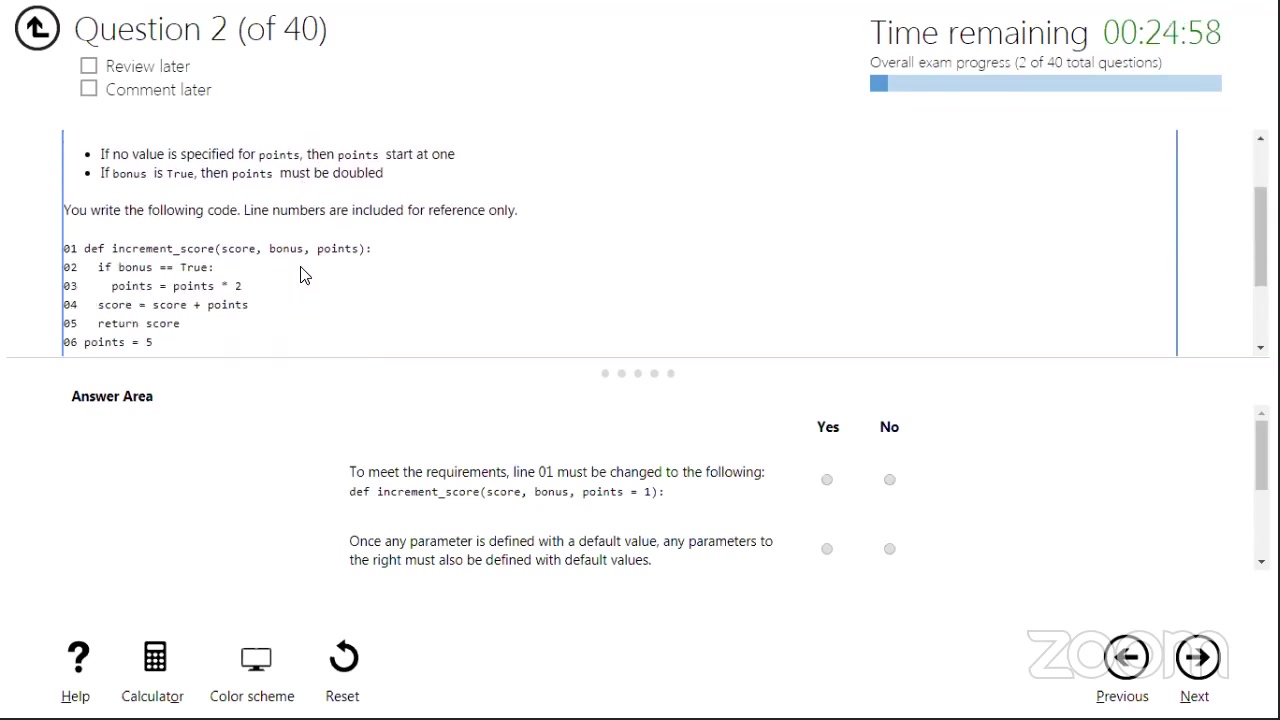 Question 2 (of 40)
Review later
Comment later
Time remaining 00:24:58
Overall exam progress (2 of 40 total questions)
• If no value is specified for points, then points start at one
• If bonus is True, then points must be doubled
You write the following code. Line numbers are included for reference only.
01 def increment_score(score, bonus, points):
02   if bonus == True:
03     points = points * 2
04   score = score + points
05   return score
06 points = 5
Answer Area
Yes No
To meet the requirements, line 01 must be changed to the following:
def increment_score(score, bonus, points = 1):
Once any parameter is defined with a default value, any parameters to
the right must also be defined with default values.
Help
Calculator
Color scheme
Reset
zoom
Previous
Next